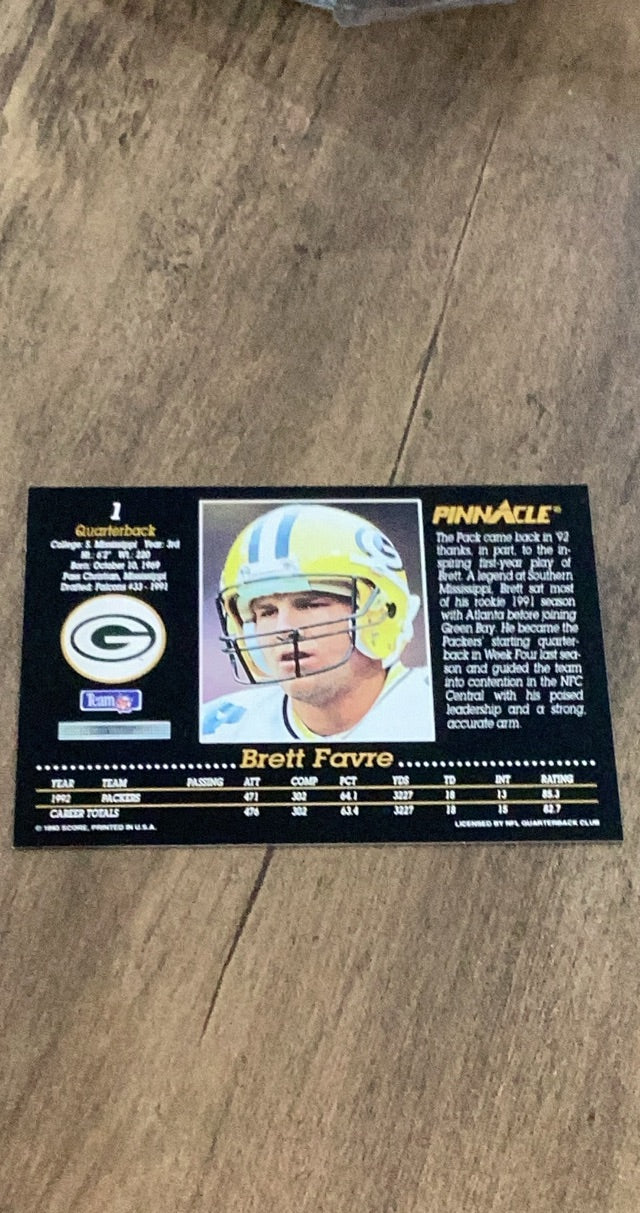 1
Quarterback
College: S. Mississippi Year: 3rd
Ht.: 6'2" Wt.: 220
Born: October 10, 1969
Pass Christian, Mississippi
Drafted: Falcons #33 - 1991
G
Team NFL
PINNACLE®
The Pack came back in '92
thanks, in part, to the in-
spiring first-year play of
Brett. A legend at Southern
Mississippi, Brett sat most
of his rookie 1991 season
with Atlanta before joining
Green Bay. He became the
Packers' starting quarter-
back in Week Four last sea-
son and guided the team
into contention in the NFC
Central with his poised
leadership and a strong,
accurate arm.
Brett Favre
YEAR TEAM PASSING ATT COMP PCT YDS TD INT RATING
1992 PACKERS 471 302 64.1 3227 18 13 85.3
CAREER TOTALS 476 302 63.4 3227 18 15 82.7
© 1993 SCORE, PRINTED IN U.S.A. LICENSED BY NFL QUARTERBACK CLUB